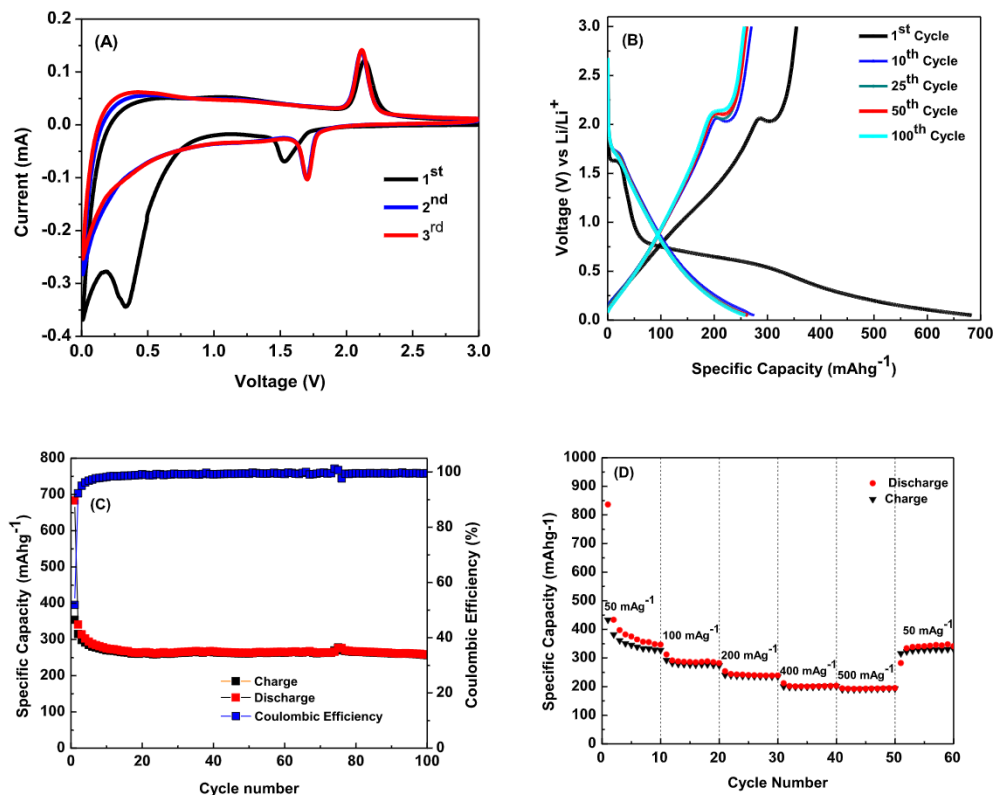 (A)
0.2
0.1
0.0
-0.1
0.2
-0.3
-0.4
Current (mA)
1st
2nd
3rd
0.0 0.5 1.0 1.5 2.0 2.5 3.0
Voltage (V)
(B)
3.0
2.5
2.0
1.5
1.0
0.5
0.0
Voltage (V) vs Li/Li+
1st Cycle
10th Cycle
25th Cycle
50th Cycle
100th Cycle
0 100 200 300 400 500 600 700
Specific Capacity (mAhg-1)
(C)
800
700
600
500
400
300
200
100
0
Specific Capacity (mAhg-1)
Charge
Discharge
Coulombic Efficiency
100
80
60
40
20
0
Coulombic Efficiency (%)
0 20 40 60 80 100
Cycle number
(D)
1000
900
800
700
600
500
400
300
200
100
0
Specific Capacity (mAhg-1)
Discharge
Charge
50 mAg-1
100 mAg-1
200 mAg-1
400 mAg-1
500 mAg-1
50 mAg-1
0 10 20 30 40 50 60
Cycle Number